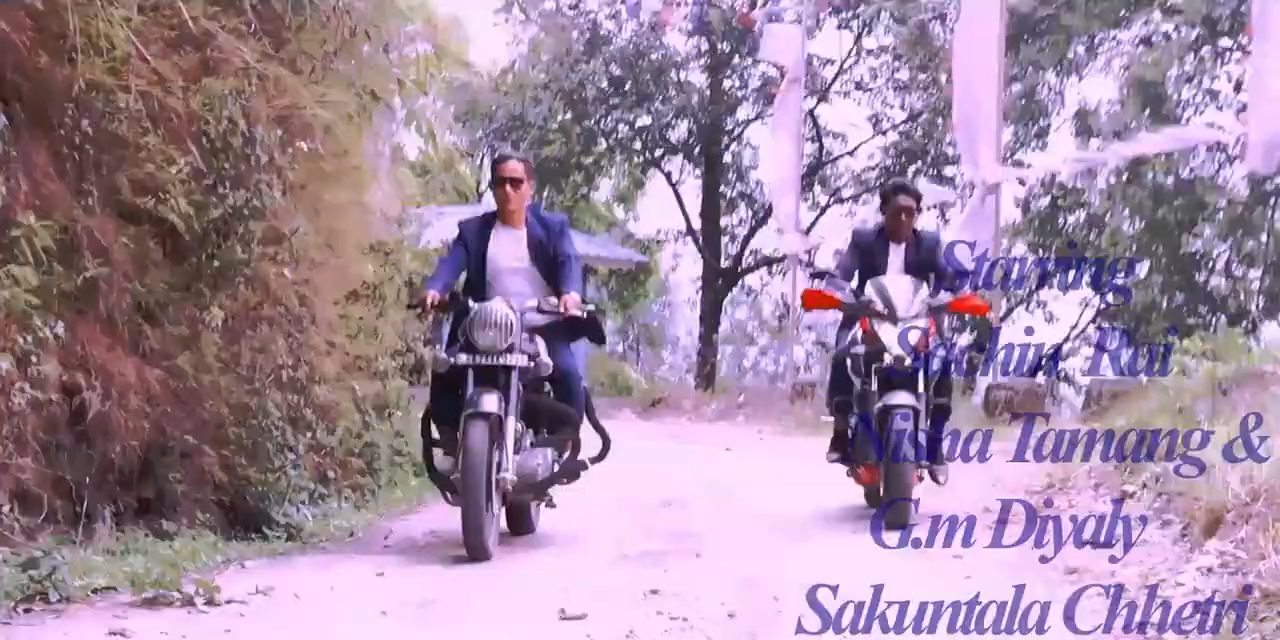 Starring
Sachin Rai
Nisha Tamang &
G.m Diyaly
Sakuntala Chhetri